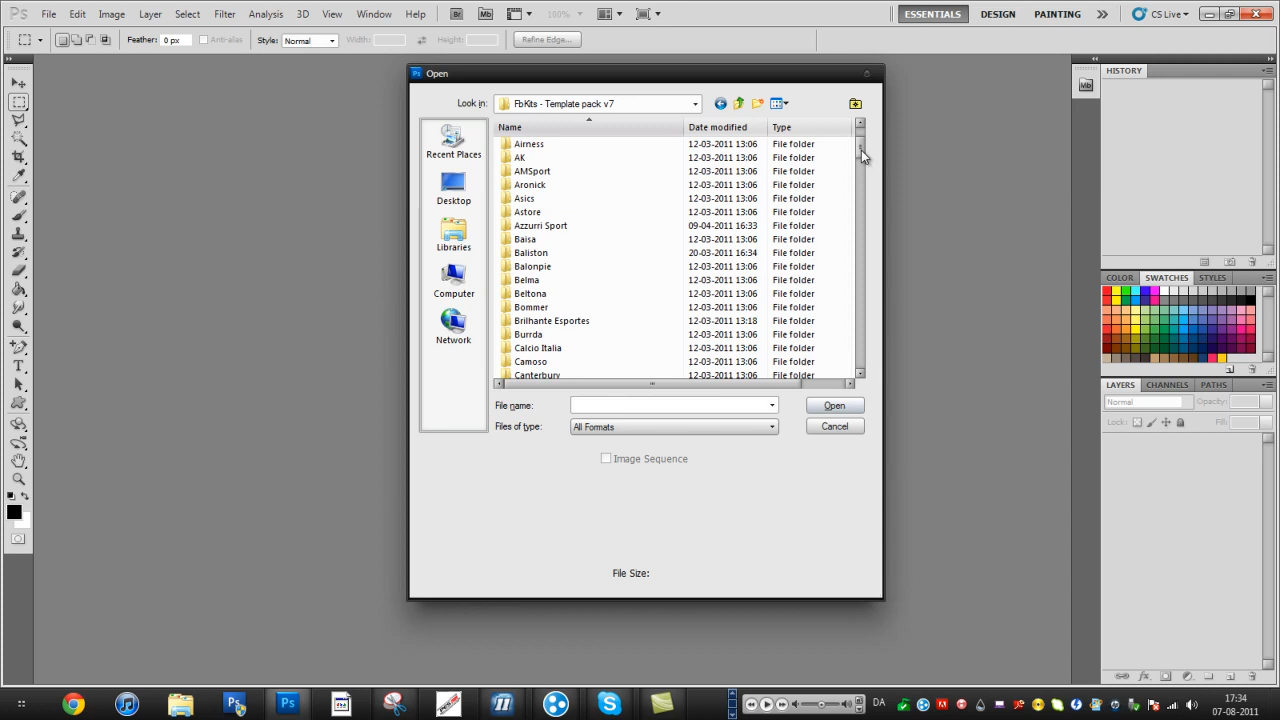 Ps File Edit Image Layer Select Filter Analysis 3D View Window Help Br Mb 100% ESSENTIALS DESIGN PAINTING CS Live
Feather: 0 px Anti-alias Style: Normal Width: Height: Refine Edge...
Ps Open
Look in: FbKits - Template pack v7
Name Date modified Type
Airness 12-03-2011 13:06 File folder
AK 12-03-2011 13:06 File folder
AMSport 12-03-2011 13:06 File folder
Aronick 12-03-2011 13:06 File folder
Asics 12-03-2011 13:06 File folder
Astore 12-03-2011 13:06 File folder
Azzurri Sport 09-04-2011 16:33 File folder
Baisa 12-03-2011 13:06 File folder
Baliston 20-03-2011 16:34 File folder
Balonpie 12-03-2011 13:06 File folder
Belma 12-03-2011 13:06 File folder
Beltona 12-03-2011 13:06 File folder
Bommer 12-03-2011 13:06 File folder
Brilhante Esportes 12-03-2011 13:18 File folder
Burrda 12-03-2011 13:06 File folder
Calcio Italia 12-03-2011 13:06 File folder
Camoso 12-03-2011 13:06 File folder
Canterbury 12-03-2011 13:06 File folder
Recent Places
Desktop
Libraries
Computer
Network
File name: Open
Files of type: All Formats Cancel
Image Sequence
File Size:
Mb
HISTORY
COLOR SWATCHES STYLES
LAYERS CHANNELS PATHS
Normal Opacity:
Lock: Fill:
Ps Ps DA 17:34
07-08-2011